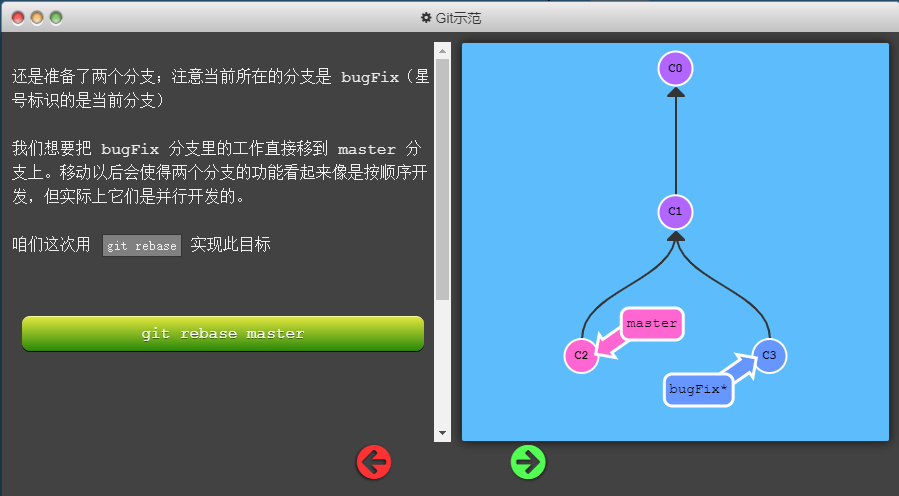 Git示范
还是准备了两个分支；注意当前所在的分支是 bugFix（星
号标识的是当前分支）
我们想要把 bugFix 分支里的工作直接移到 master 分
支上。移动以后会使得两个分支的功能看起来像是按顺序开
发，但实际上它们是并行开发的。
咱们这次用 git rebase 实现此目标
git rebase master
C0
C1
master
C2
C3
bugFix*